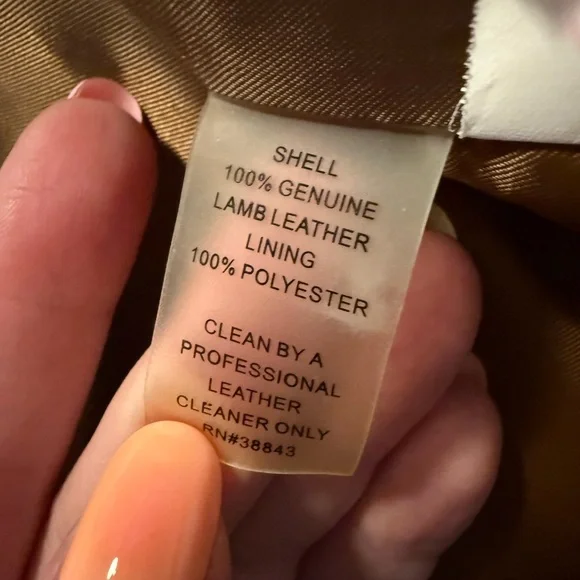 SHELL
100% GENUINE
LAMB LEATHER
LINING
100% POLYESTER
CLEAN BY A
PROFESSIONAL
LEATHER
CLEANER ONLY
RN#38843